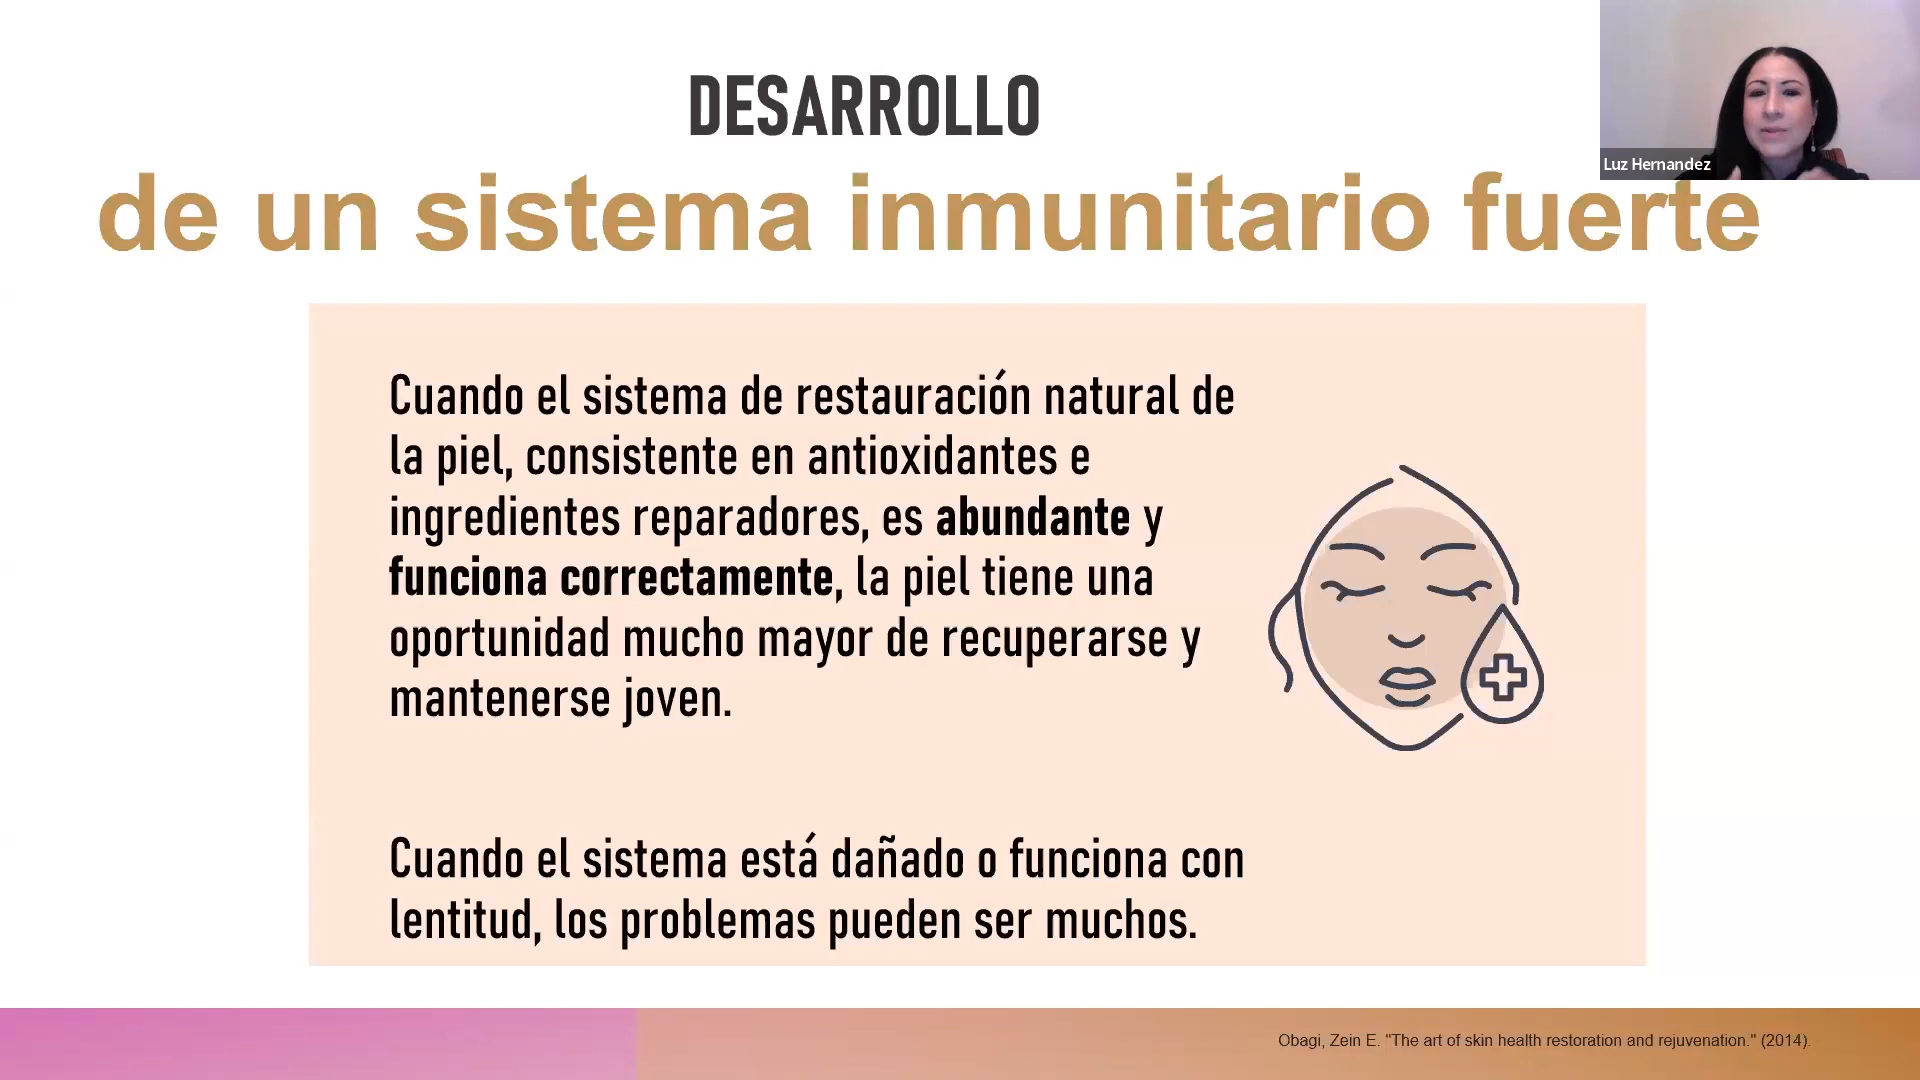 DESARROLLO
de un sistema inmunitario fuerte
Luz Hernandez
Cuando el sistema de restauración natural de
la piel, consistente en antioxidantes e
ingredientes reparadores, es abundante y
funciona correctamente, la piel tiene una
oportunidad mucho mayor de recuperarse y
mantenerse joven.
Cuando el sistema está dañado o funciona con
lentitud, los problemas pueden ser muchos.
Obagi, Zein E. "The art of skin health restoration and rejuvenation." (2014).